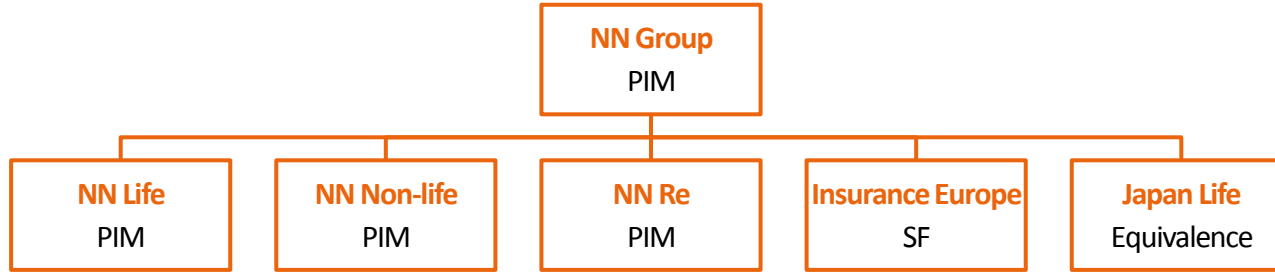 NN Group
PIM
NN Life
PIM
NN Non-life
PIM
NN Re
PIM
Insurance Europe
SF
Japan Life
Equivalence